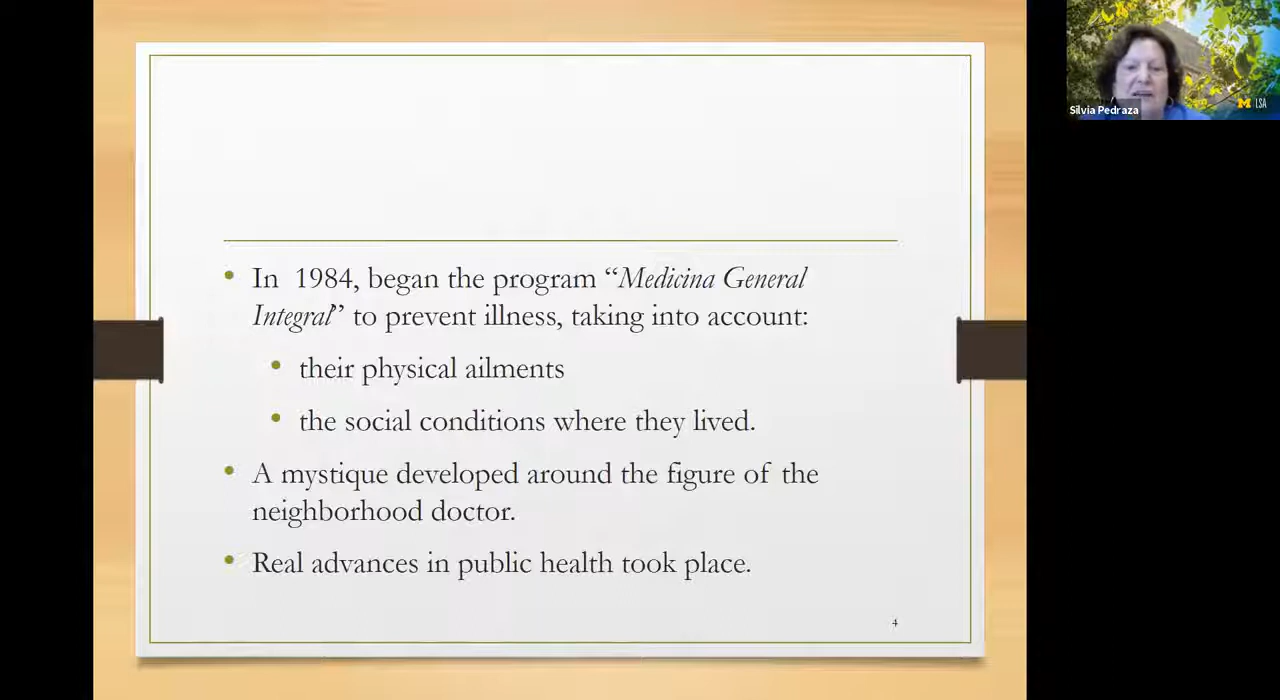 In 1984, began the program “Medicina General
Integral” to prevent illness, taking into account:
their physical ailments
the social conditions where they lived.
A mystique developed around the figure of the
neighborhood doctor.
Real advances in public health took place.
4
Silvia Pedraza
M LSA